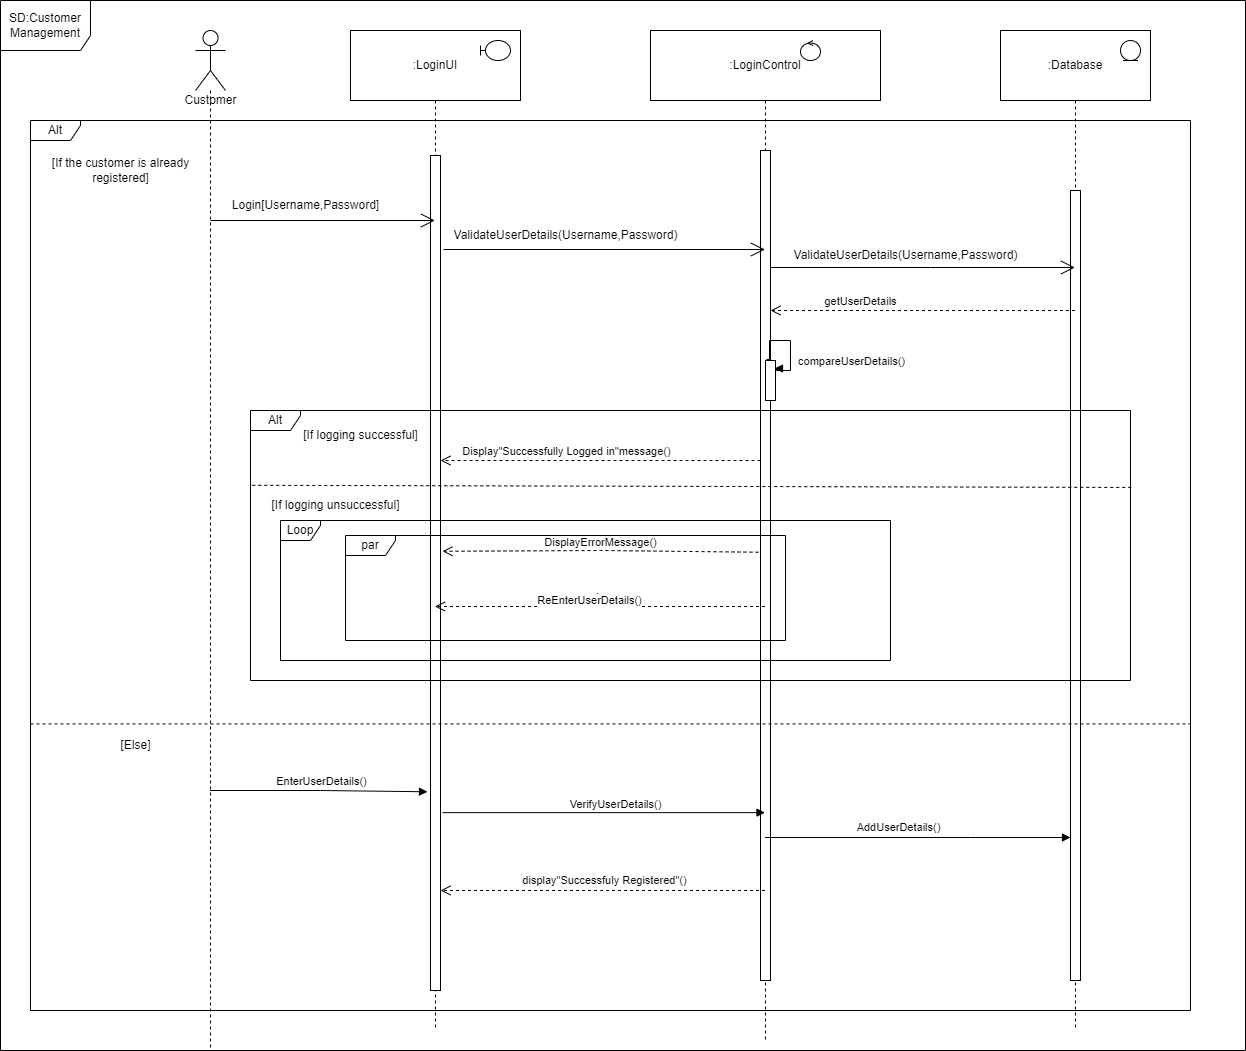 SD:Customer
Management
:LoginUI
:LoginControl
:Database
Customer
Alt
[If the customer is already
registered]
Login[Username,Password]
ValidateUserDetails(Username,Password)
ValidateUserDetails(Username,Password)
getUserDetails
compareUserDetails()
Alt
[If logging successful]
Display"Successfully Logged in"message()
[If logging unsuccessful]
Loop
par
DisplayErrorMessage()
ReEnterUserDetails()
[Else]
EnterUserDetails()
VerifyUserDetails()
AddUserDetails()
display"Successfuly Registered"()